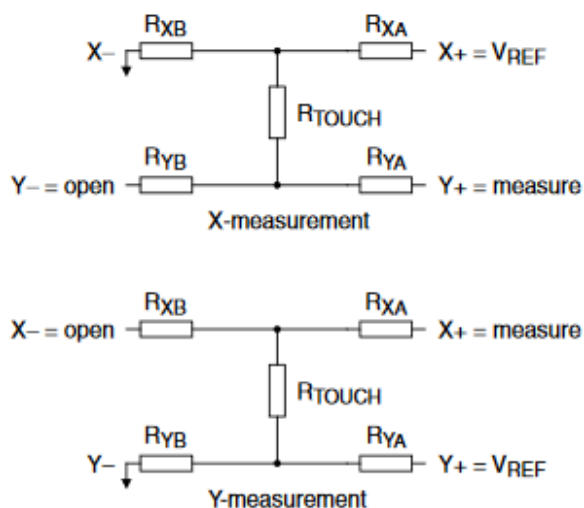 RXB RXA
X− X+ = VREF
RTOUCH
RYB RYA
Y− = open Y+ = measure
X-measurement
RXB RXA
X− = open X+ = measure
RTOUCH
RYB RYA
Y− Y+ = VREF
Y-measurement